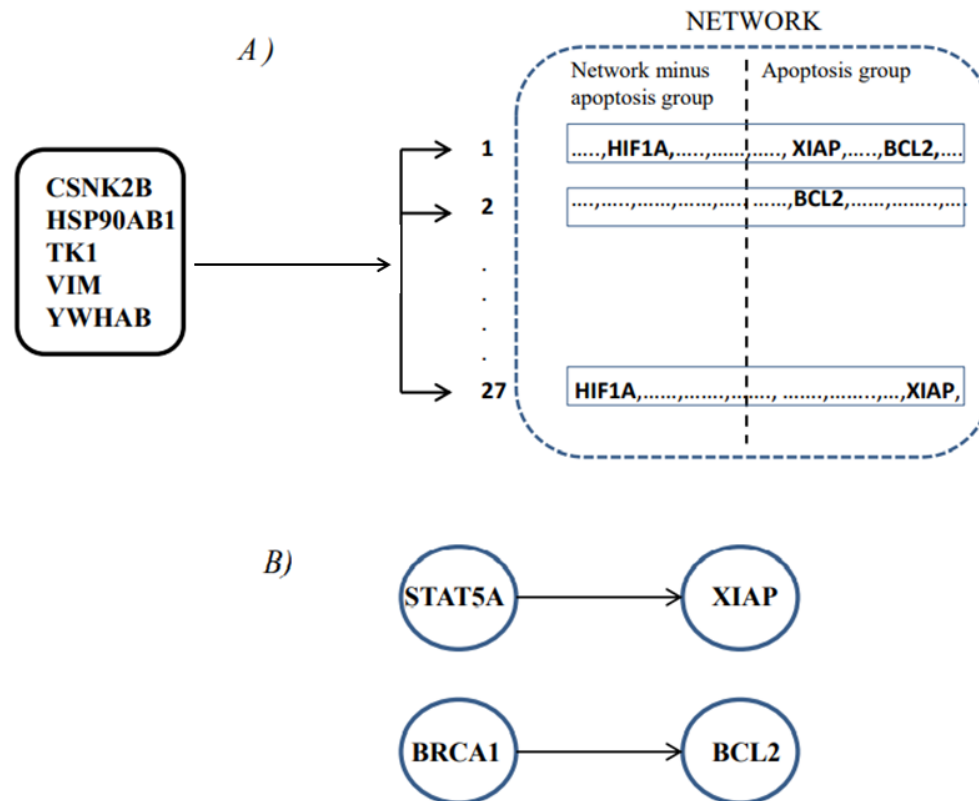 NETWORK
A )
Network minus
apoptosis group
Apoptosis group
CSNK2B
HSP90AB1
TK1
VIM
YWHAB
1
.....,HIF1A,.....,......,....., XIAP,.....,BCL2,....
2
....,.....,......,......,..... ......,BCL2,......,........,....
.
.
.
.
27
HIF1A,......,.......,......., .......,........,...,XIAP,
B)
STAT5A
XIAP
BRCA1
BCL2